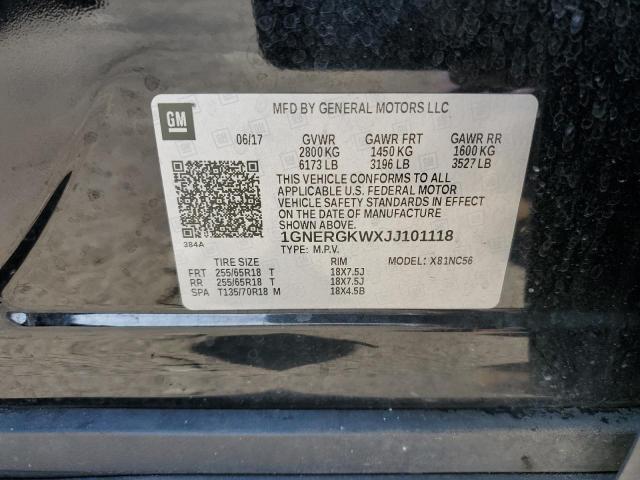 GM
MFD BY GENERAL MOTORS LLC
06/17 GVWR GAWR FRT GAWR RR
2800 KG 1450 KG 1600 KG
6173 LB 3196 LB 3527 LB
THIS VEHICLE CONFORMS TO ALL
APPLICABLE U.S. FEDERAL MOTOR
VEHICLE SAFETY STANDARDS IN EFFECT
ON THE DATE OF MANUFACTURE
SHOWN ABOVE.
1GNERGKWXJJ101118
TYPE: M.P.V. MODEL: X81NC56
384A
TIRE SIZE RIM
FRT 255/65R18 T 18X7.5J
RR 255/65R18 T 18X7.5J
SPA T135/70R18 M 18X4.5B